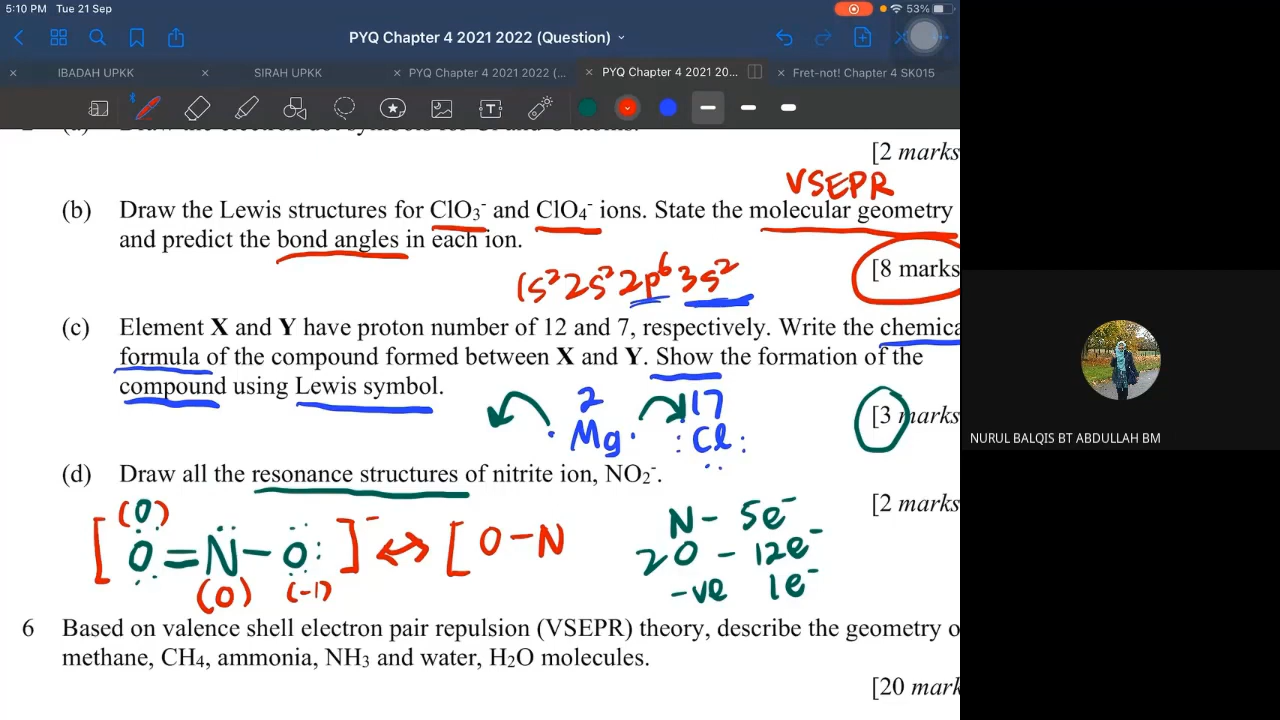 5:10 PM Tue 21 Sep
53%
PYQ Chapter 4 2021 2022 (Question)
IBADAH UPKK
SIRAH UPKK
PYQ Chapter 4 2021 2022 (...
PYQ Chapter 4 2021 20...
Fret-not! Chapter 4 SK015
[2 marks
VSEPR
(b) Draw the Lewis structures for ClO3- and ClO4- ions. State the molecular geometry
and predict the bond angles in each ion.
[8 marks
1s² 2s² 2p⁶ 3s²
(c) Element X and Y have proton number of 12 and 7, respectively. Write the chemica
formula of the compound formed between X and Y. Show the formation of the
compound using Lewis symbol.
2 17
Mg Cl
[3 marks
(d) Draw all the resonance structures of nitrite ion, NO2-.
[2 marks
(0)
[ O = N - O ]- ↔ [ O - N
(0) (-1)
N - 5e-
2O - 12e-
-ve 1e-
6 Based on valence shell electron pair repulsion (VSEPR) theory, describe the geometry o
methane, CH4, ammonia, NH3 and water, H2O molecules.
[20 mark
NURUL BALQIS BT ABDULLAH BM